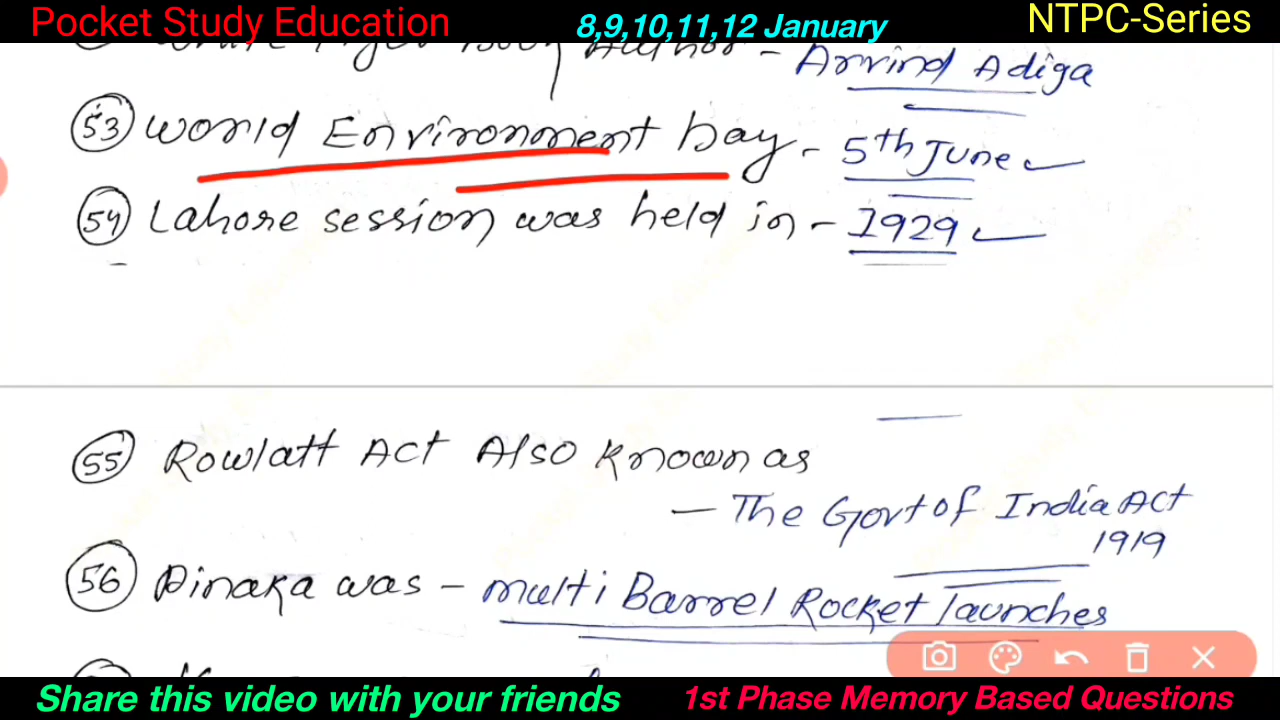 Pocket Study Education
8,9,10,11,12 January
NTPC-Series
Author - Arvind Adiga
53 World Environment Day - 5th June
54 Lahore session was held in - 1929
55 Rowlatt Act Also Known as
- The Govt of India Act
1919
56 Pinaka was - multi Barrel Rocket launches
Share this video with your friends
1st Phase Memory Based Questions